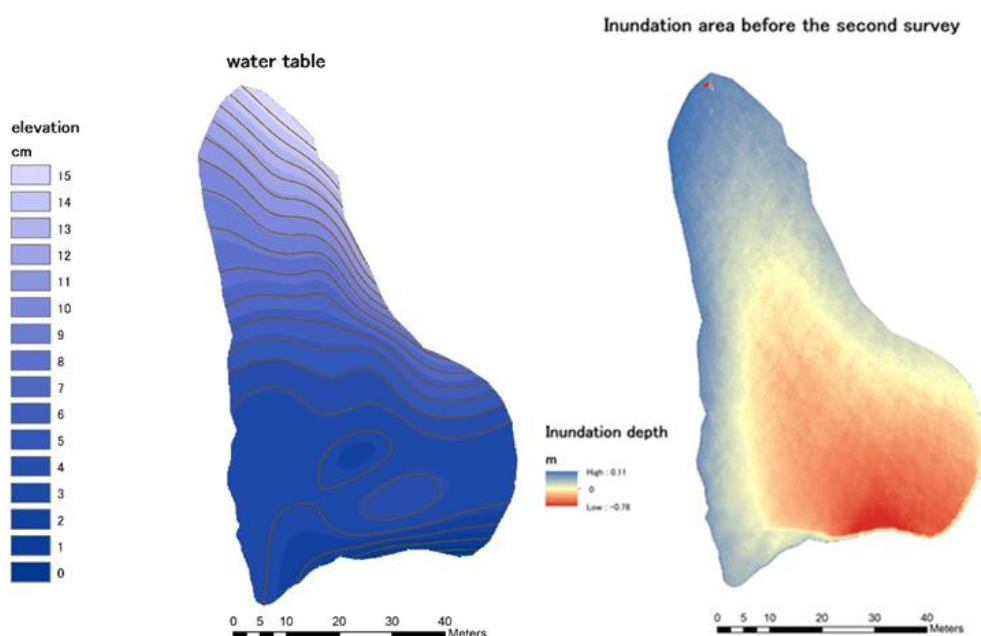 Inundation area before the second survey
water table
elevation
cm
15
14
13
12
11
10
9
8
7
6
5
4
3
2
1
0
Inundation depth
m
High : 0.11
0
Low : -0.78
0 10 20 30 40
Meters
0 10 20 30 40
Meters